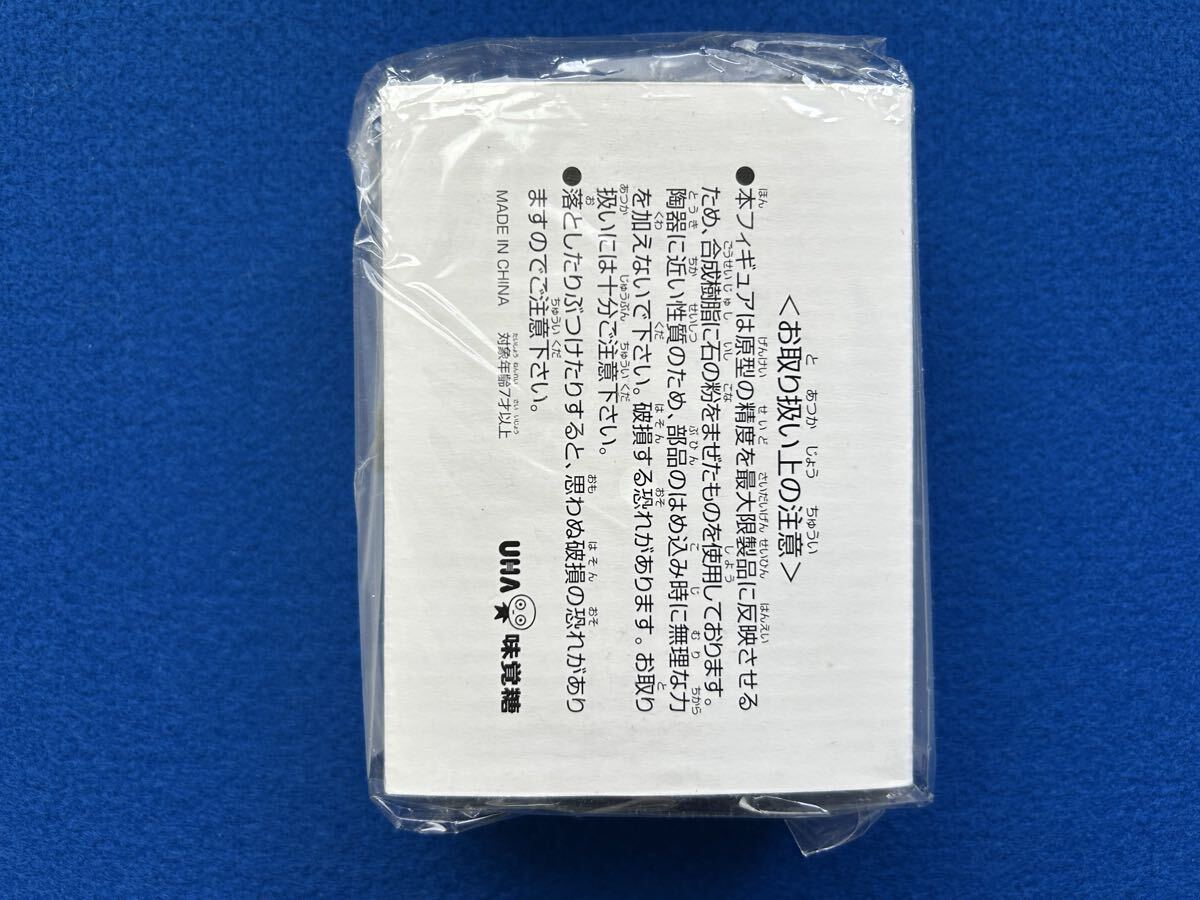 <お取り扱い上の注意>
●本フィギュアは原型の精度を最大限製品に反映させる
ため、合成樹脂に石の粉をまぜたものを使用しております。
陶器に近い性質のため、部品のはめ込み時に無理な力
を加えないで下さい。破損する恐れがあります。お取り
扱いには十分ご注意下さい。
●落としたりぶつけたりすると、思わぬ破損の恐れがあり
ますのでご注意下さい。
MADE IN CHINA 対象年齢7才以上
UHA 味覚糖